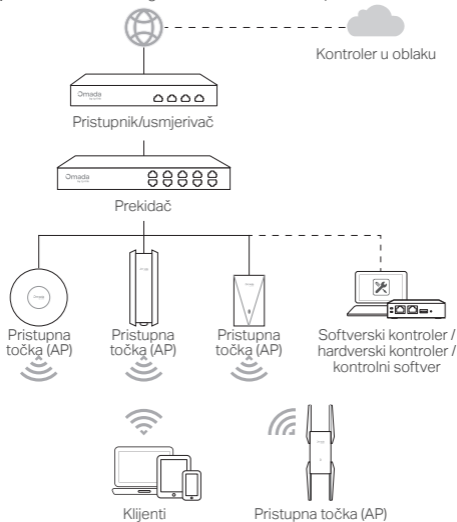 Kontroler u oblaku
Omada
Pristupnik/usmjerivač
Omada
Prekidač
Pristupna
točka (AP)
Pristupna
točka (AP)
Pristupna
točka (AP)
Softverski kontroler /
hardverski kontroler /
kontrolni softver
Klijenti
Pristupna točka (AP)